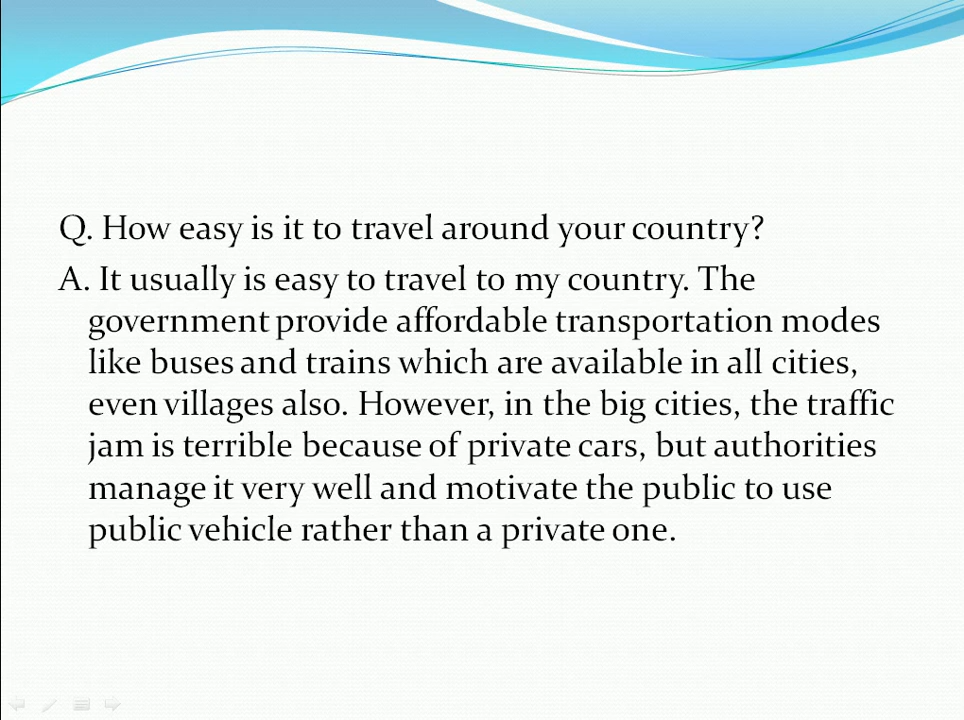 Q. How easy is it to travel around your country?
A. It usually is easy to travel to my country. The
government provide affordable transportation modes
like buses and trains which are available in all cities,
even villages also. However, in the big cities, the traffic
jam is terrible because of private cars, but authorities
manage it very well and motivate the public to use
public vehicle rather than a private one.